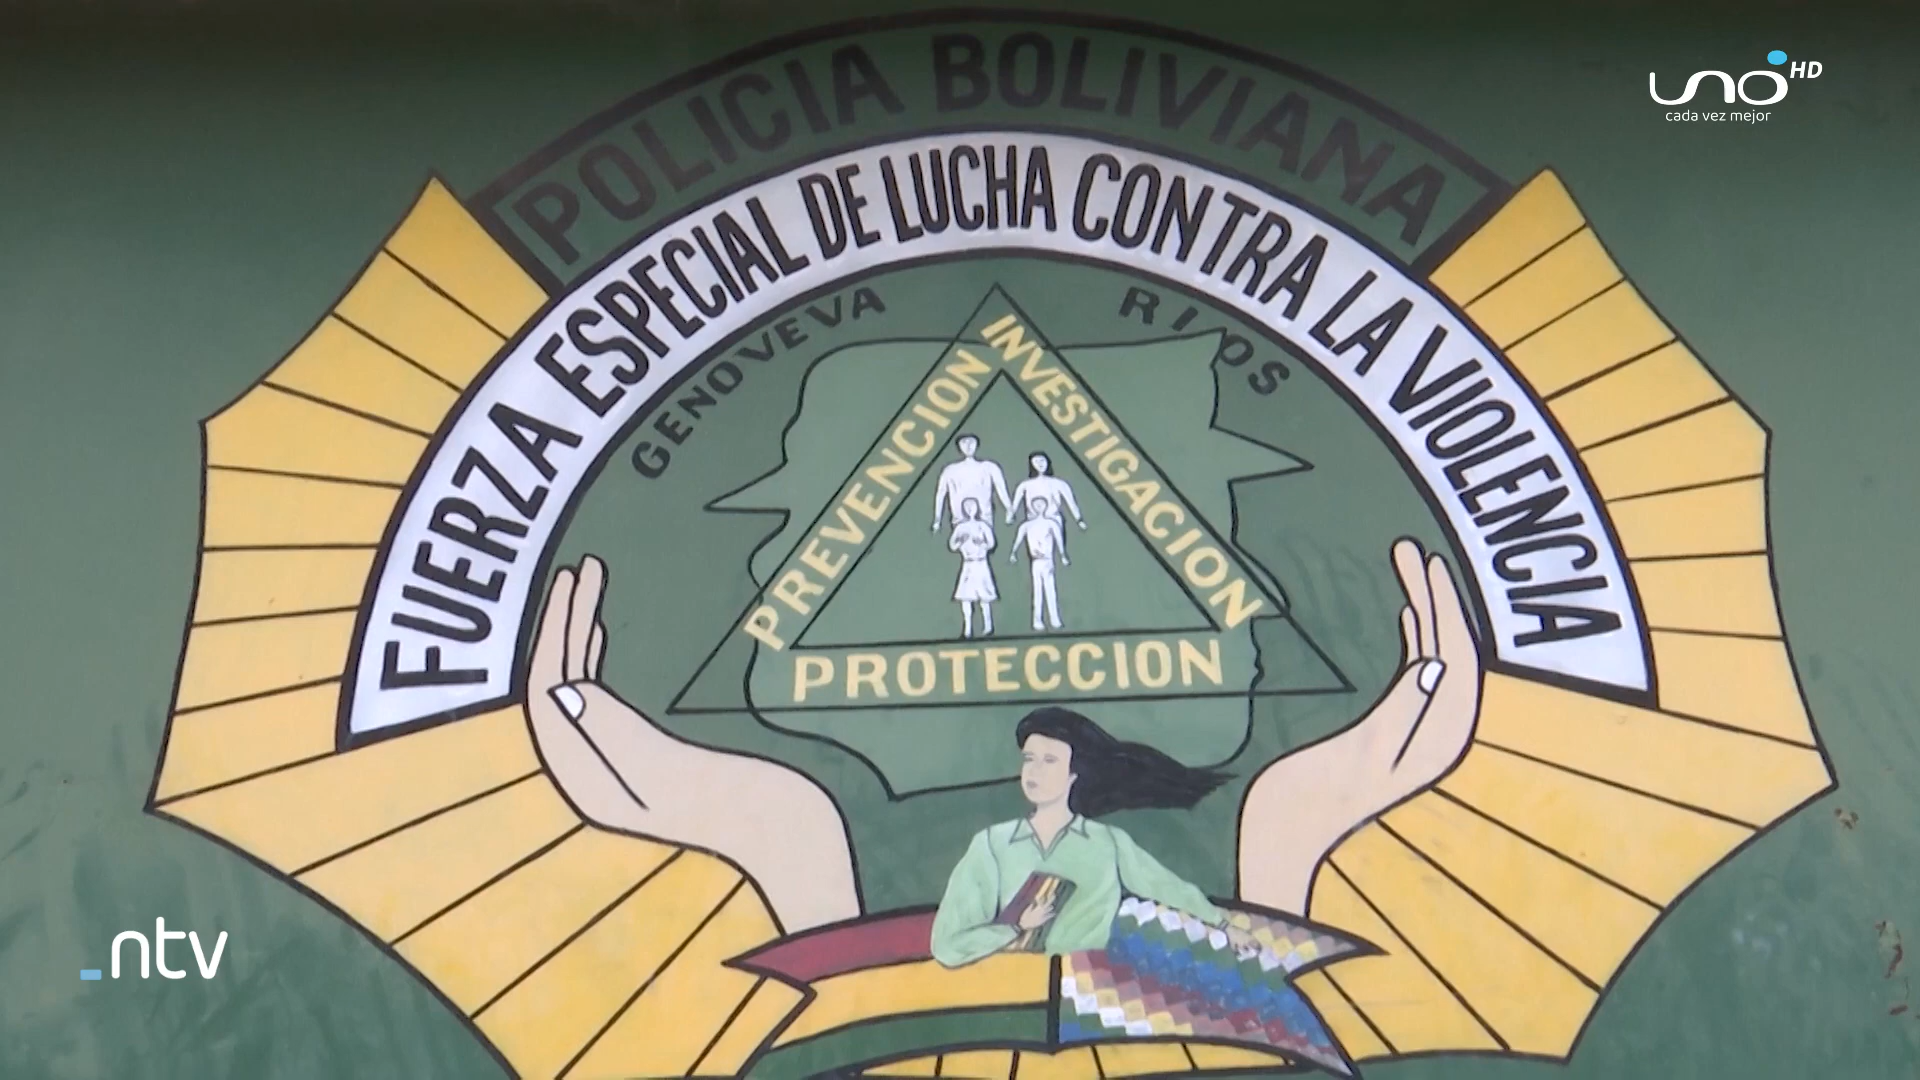 POLICIA BOLIVIANA
FUERZA ESPECIAL DE LUCHA CONTRA LA VIOLENCIA
GENOVEVA RIOS
PREVENCION
INVESTIGACION
PROTECCION
uno HD
cada vez mejor
_ntv